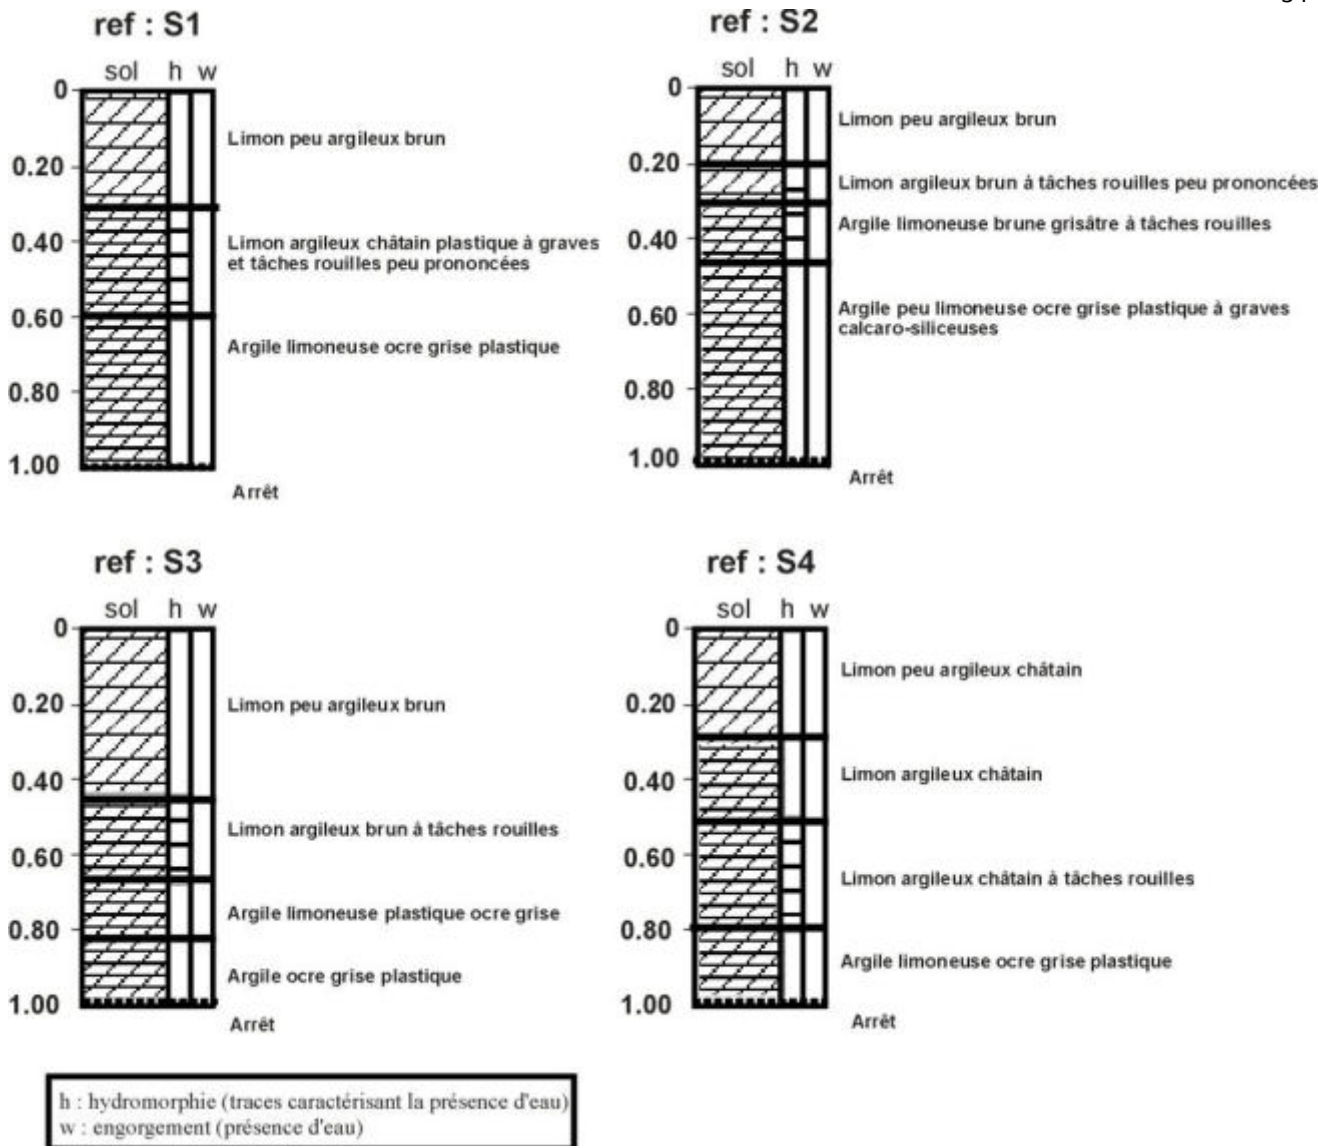 ref : S1
sol h w
0
0.20
0.40
0.60
0.80
1.00
Limon peu argileux brun
Limon argileux châtain plastique à graves
et tâches rouilles peu prononcées
Argile limoneuse ocre grise plastique
Arrêt
ref : S2
sol h w
0
0.20
0.40
0.60
0.80
1.00
Limon peu argileux brun
Limon argileux brun à tâches rouilles peu prononcées
Argile limoneuse brune grisâtre à tâches rouilles
Argile peu limoneuse ocre grise plastique à graves
calcaro-siliceuses
Arrêt
ref : S3
sol h w
0
0.20
0.40
0.60
0.80
1.00
Limon peu argileux brun
Limon argileux brun à tâches rouilles
Argile limoneuse plastique ocre grise
Argile ocre grise plastique
Arrêt
ref : S4
sol h w
0
0.20
0.40
0.60
0.80
1.00
Limon peu argileux châtain
Limon argileux châtain
Limon argileux châtain à tâches rouilles
Argile limoneuse ocre grise plastique
Arrêt
h : hydromorphie (traces caractérisant la présence d'eau)
w : engorgement (présence d'eau)